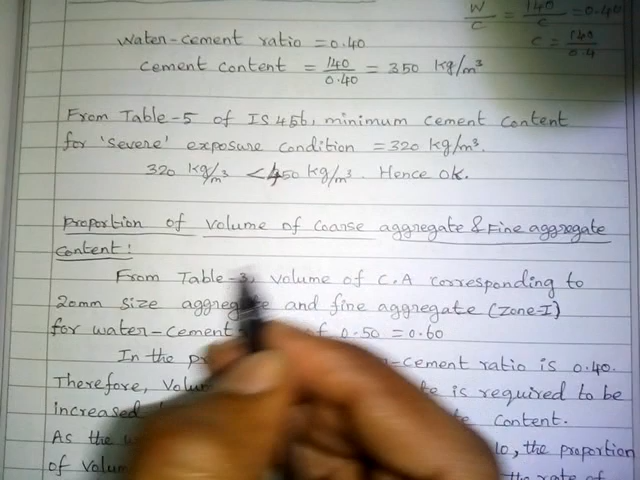 W/C = 140/C = 0.40
C = 140/0.4
Water-cement ratio = 0.40
Cement content = 140/0.40 = 350 kg/m³
From Table-5 of IS 456, minimum cement content
for 'severe' exposure condition = 320 kg/m³.
320 kg/m³ < 450 kg/m³. Hence OK.
Proportion of volume of Coarse aggregate & Fine aggregate
content:
From Table-3, volume of C.A corresponding to
20mm size aggregate and fine aggregate (Zone-I)
for water-cement of 0.50 = 0.60
In the cement ratio is 0.40.
Therefore, is required to be
increased content.
As the the proportion
of the rate of